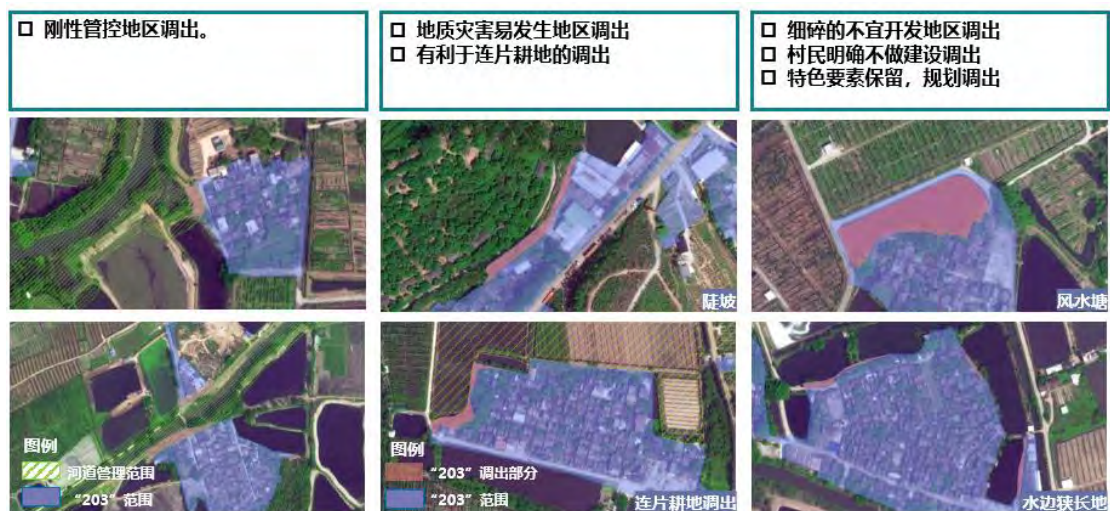 □ 刚性管控地区调出。
□ 地质灾害易发生地区调出
□ 有利于连片耕地的调出
□ 细碎的不宜开发地区调出
□ 村民明确不做建设调出
□ 特色要素保留，规划调出
陡坡
风水塘
图例
河道管理范围
“203”范围
图例
“203”调出部分
“203”范围
连片耕地调出
水边狭长地